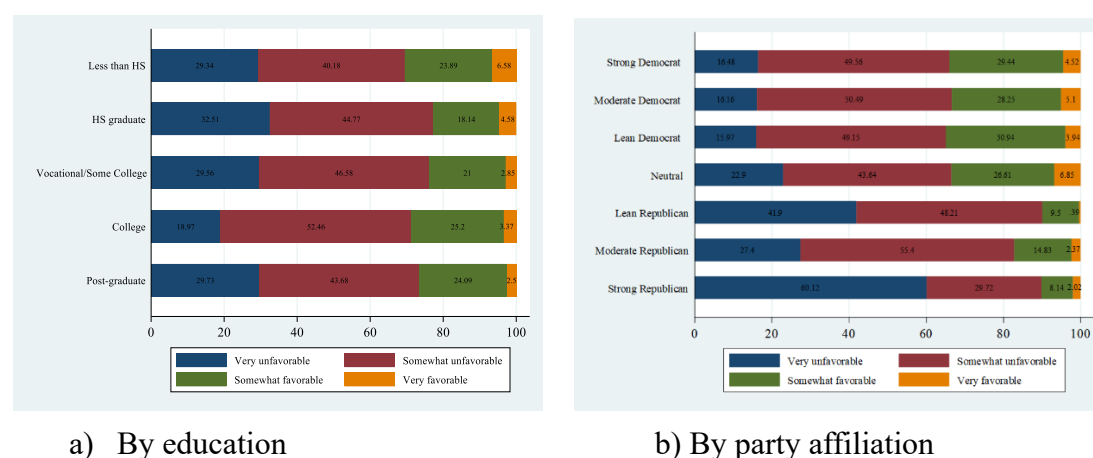 Less than HS 29.34 40.18 23.89 6.58
HS graduate 32.51 44.77 18.14 4.58
Vocational/Some College 29.56 46.58 21 2.85
College 18.97 52.46 25.2 3.37
Post-graduate 29.73 43.68 24.09 2.5
0 20 40 60 80 100
Very unfavorable Somewhat unfavorable
Somewhat favorable Very favorable
a) By education
Strong Democrat 16.48 49.56 29.44 4.52
Moderate Democrat 16.16 50.49 28.25 5.1
Lean Democrat 15.97 49.15 30.94 3.94
Neutral 22.9 43.64 26.61 6.85
Lean Republican 41.9 48.21 9.5 .39
Moderate Republican 27.4 55.4 14.83 2.37
Strong Republican 60.12 29.72 8.14 2.02
0 20 40 60 80 100
Very unfavorable Somewhat unfavorable
Somewhat favorable Very favorable
b) By party affiliation